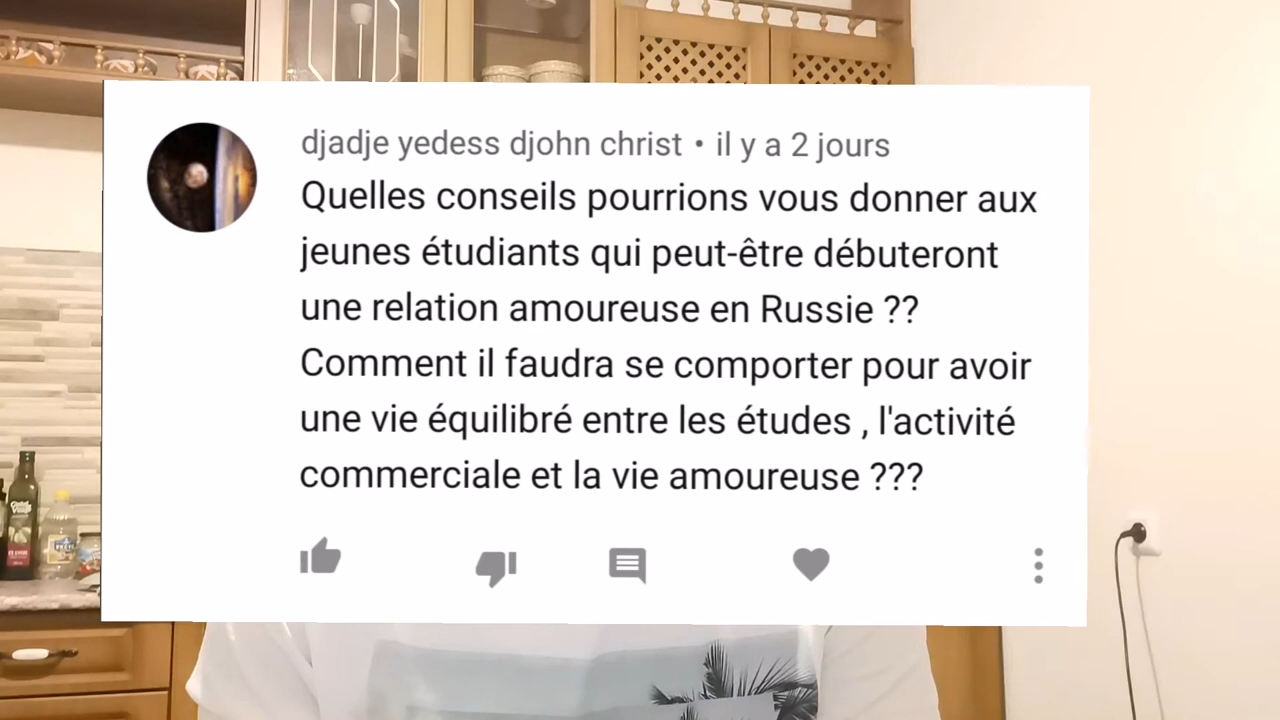 djadje yedess djohn christ • il y a 2 jours
Quelles conseils pourrions vous donner aux
jeunes étudiants qui peut-être débuteront
une relation amoureuse en Russie ??
Comment il faudra se comporter pour avoir
une vie équilibré entre les études , l'activité
commerciale et la vie amoureuse ???